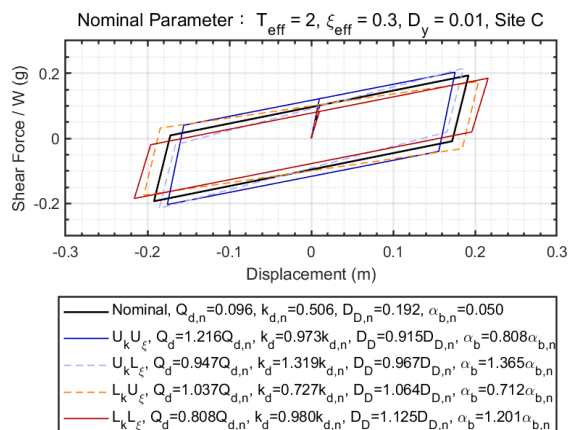 Nominal Parameter : T_eff = 2, ξ_eff = 0.3, D_y = 0.01, Site C
Shear Force / W (g)
0.2
0
-0.2
-0.3 -0.2 -0.1 0 0.1 0.2 0.3
Displacement (m)
Nominal, Q_d,n=0.096, k_d,n=0.506, D_D,n=0.192, α_b,n=0.050
U_kU_ξ, Q_d=1.216Q_d,n, k_d=0.973k_d,n, D_D=0.915D_D,n, α_b=0.808α_b,n
U_kL_ξ, Q_d=0.947Q_d,n, k_d=1.319k_d,n, D_D=0.967D_D,n, α_b=1.365α_b,n
L_kU_ξ, Q_d=1.037Q_d,n, k_d=0.727k_d,n, D_D=1.064D_D,n, α_b=0.712α_b,n
L_kL_ξ, Q_d=0.808Q_d,n, k_d=0.980k_d,n, D_D=1.125D_D,n, α_b=1.201α_b,n